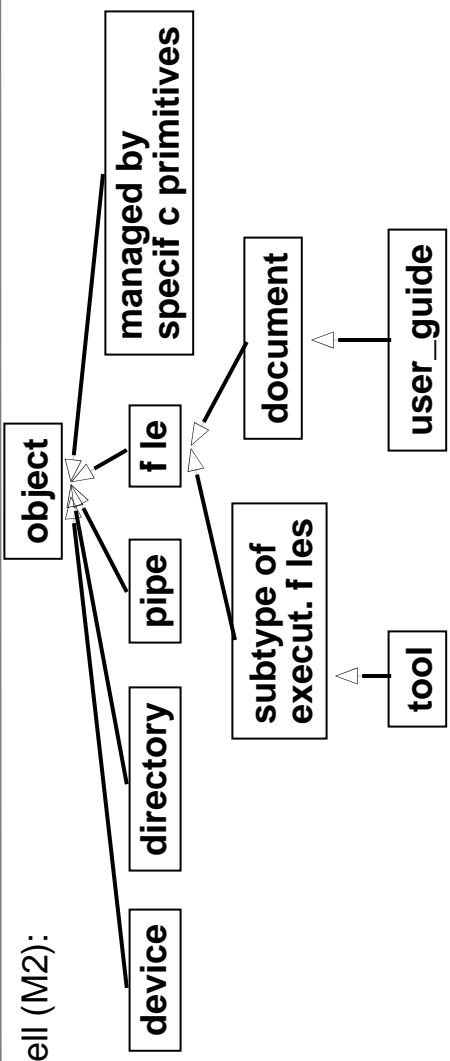 ell (M2):
object
device
directory
pipe
f le
managed by
specif c primitives
subtype of
execut. f les
document
tool
user_guide